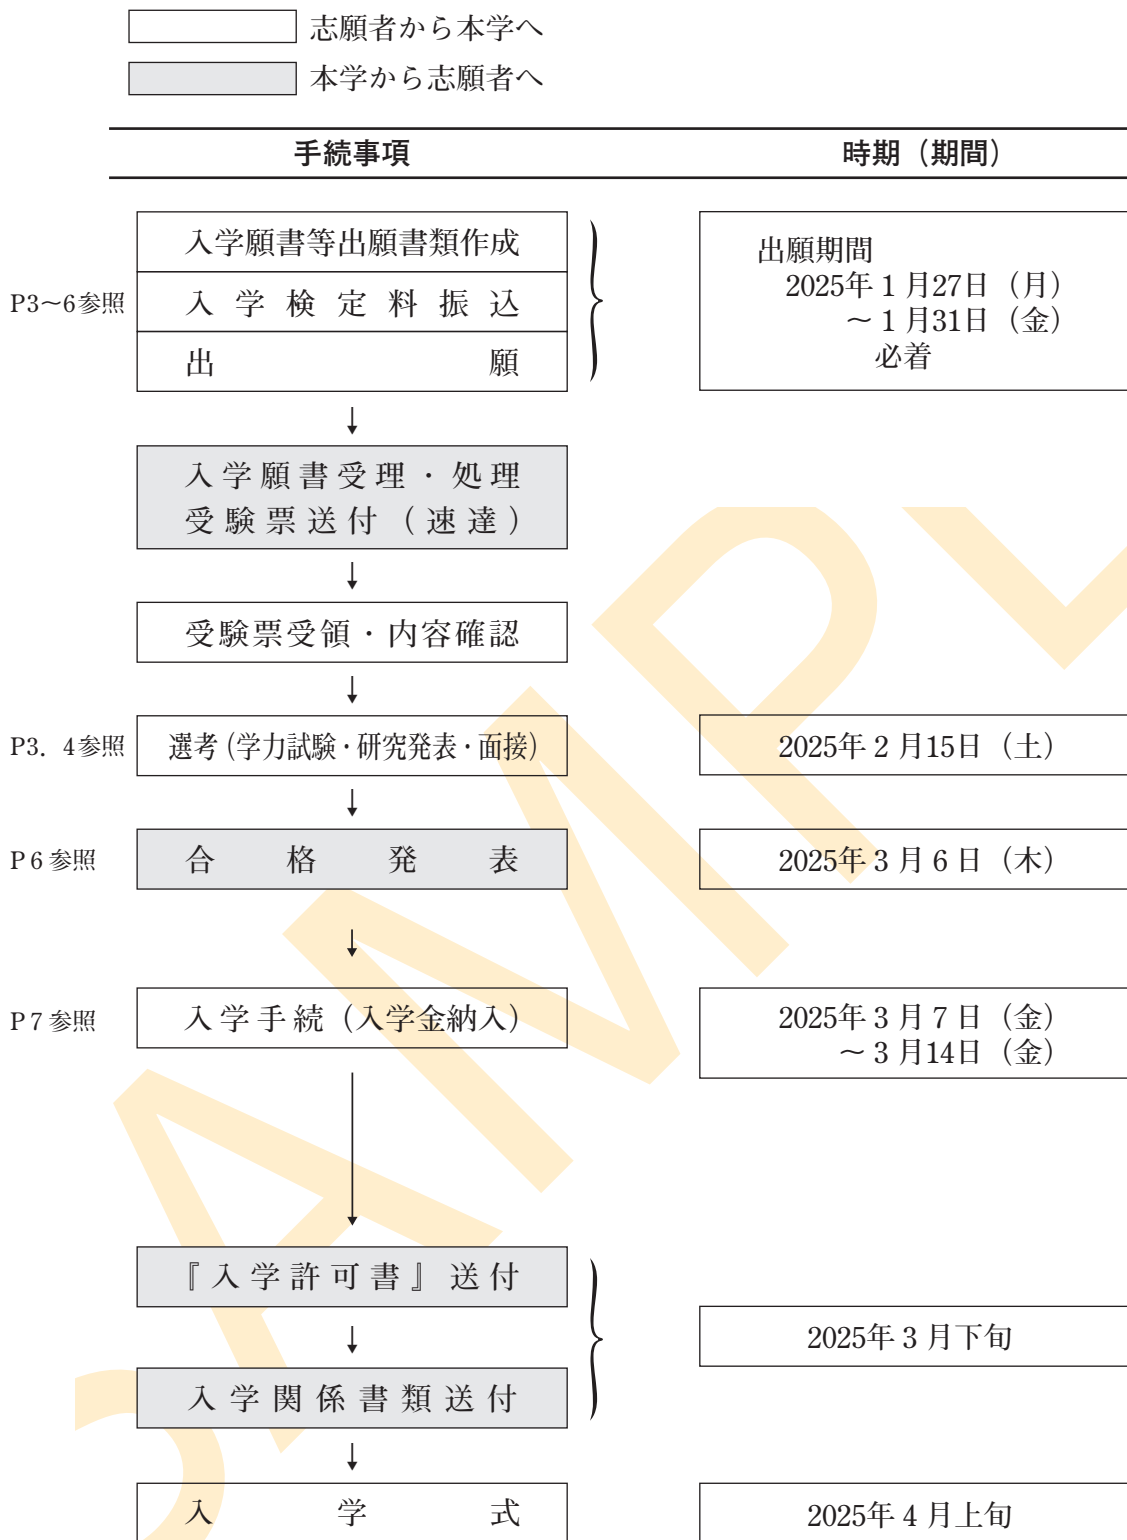 志願者から本学へ
本学から志願者へ
手続事項 時期（期間）
入学願書等出願書類作成
P3～6参照 入学検定料振込
出願
出願期間
2025年1月27日（月）
～1月31日（金）
必着
入学願書受理・処理
受験票送付（速達）
受験票受領・内容確認
P3．4参照 選考（学力試験・研究発表・面接） 2025年2月15日（土）
P6参照 合格発表 2025年3月6日（木）
P7参照 入学手続（入学金納入） 2025年3月7日（金）
～3月14日（金）
『入学許可書』送付
2025年3月下旬
入学関係書類送付
入学式 2025年4月上旬
SAMPLE